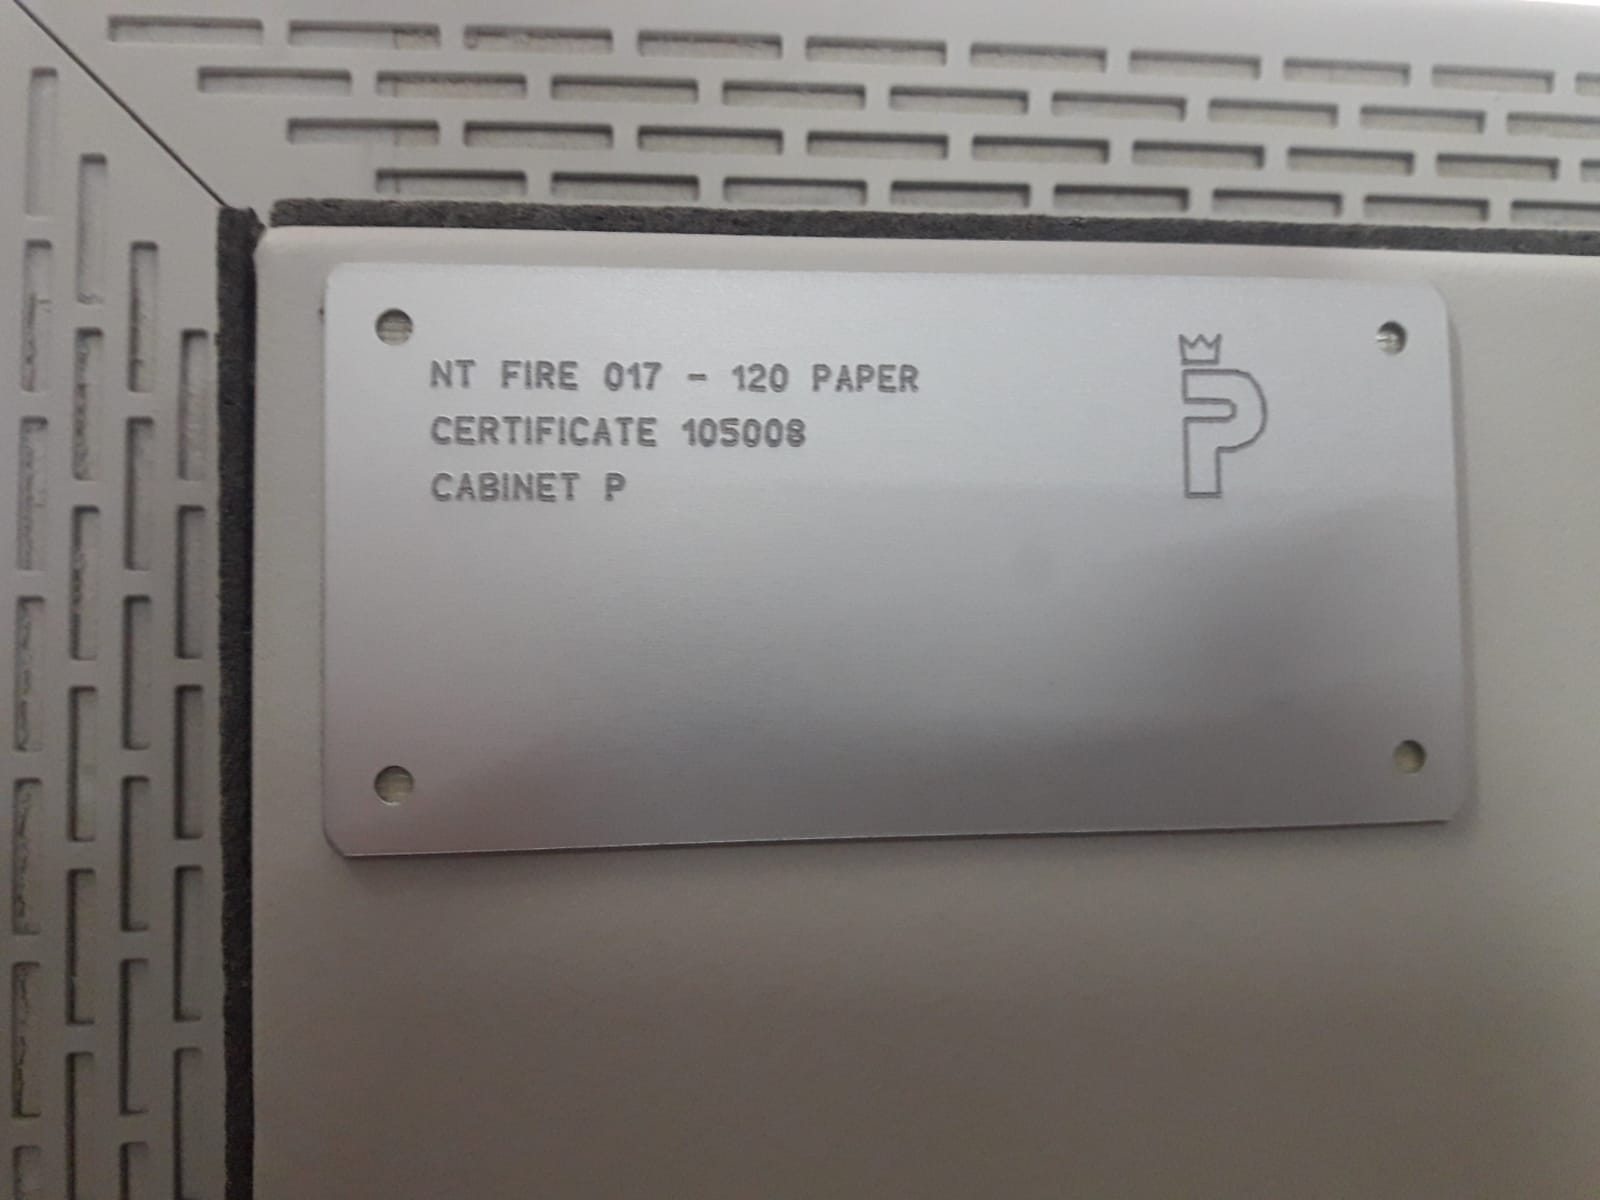 NT FIRE 017 - 120 PAPER
CERTIFICATE 105008
CABINET P
P